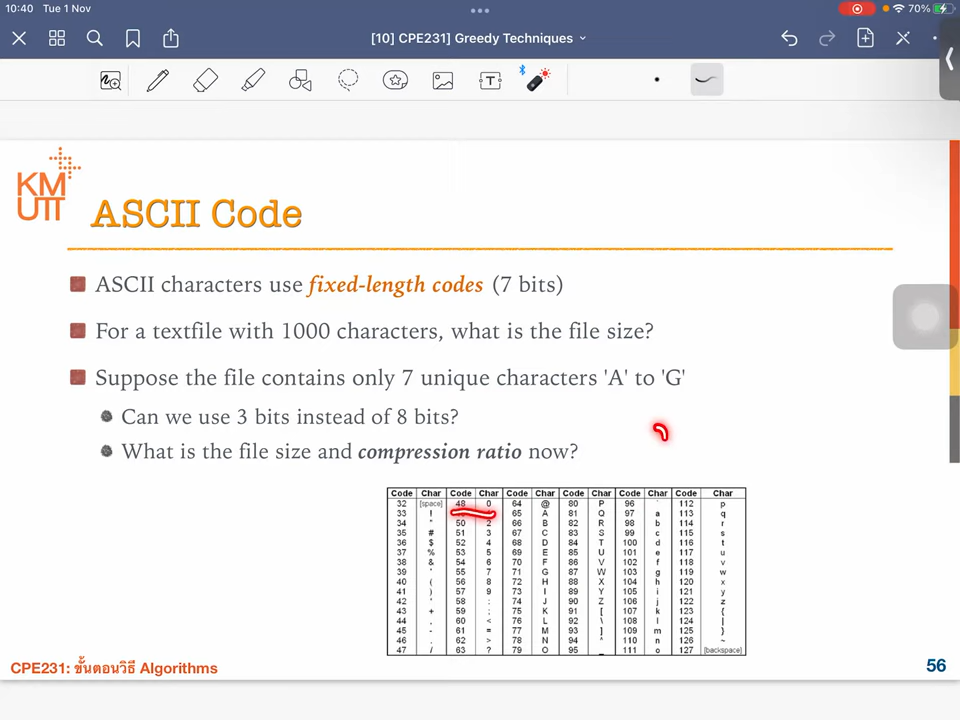 10:40 Tue 1 Nov
70%
[10] CPE231] Greedy Techniques
T
KM
UTT
ASCII Code
ASCII characters use fixed-length codes (7 bits)
For a textfile with 1000 characters, what is the file size?
Suppose the file contains only 7 unique characters 'A' to 'G'
Can we use 3 bits instead of 8 bits?
What is the file size and compression ratio now?
Code Char Code Char Code Char Code Char Code Char Code Char
32 [space] 48 0 64 @ 80 P 96 ` 112 p
33 ! 65 A 81 Q 97 a 113 q
34 " 50 2 66 B 82 R 98 b 114 r
35 # 51 3 67 C 83 S 99 c 115 s
36 $ 52 4 68 D 84 T 100 d 116 t
37 % 53 5 69 E 85 U 101 e 117 u
38 & 54 6 70 F 86 V 102 f 118 v
39 ' 55 7 71 G 87 W 103 g 119 w
40 ( 56 8 72 H 88 X 104 h 120 x
41 ) 57 9 73 I 89 Y 105 i 121 y
42 * 58 : 74 J 90 Z 106 j 122 z
43 + 59 ; 75 K 91 [ 107 k 123 {
44 , 60 < 76 L 92 \ 108 l 124 |
45 - 61 = 77 M 93 ] 109 m 125 }
46 . 62 > 78 N 94 ^ 110 n 126 ~
47 / 63 ? 79 O 95 _ 111 o 127 [backspace]
CPE231: ขั้นตอนวิธี Algorithms
56